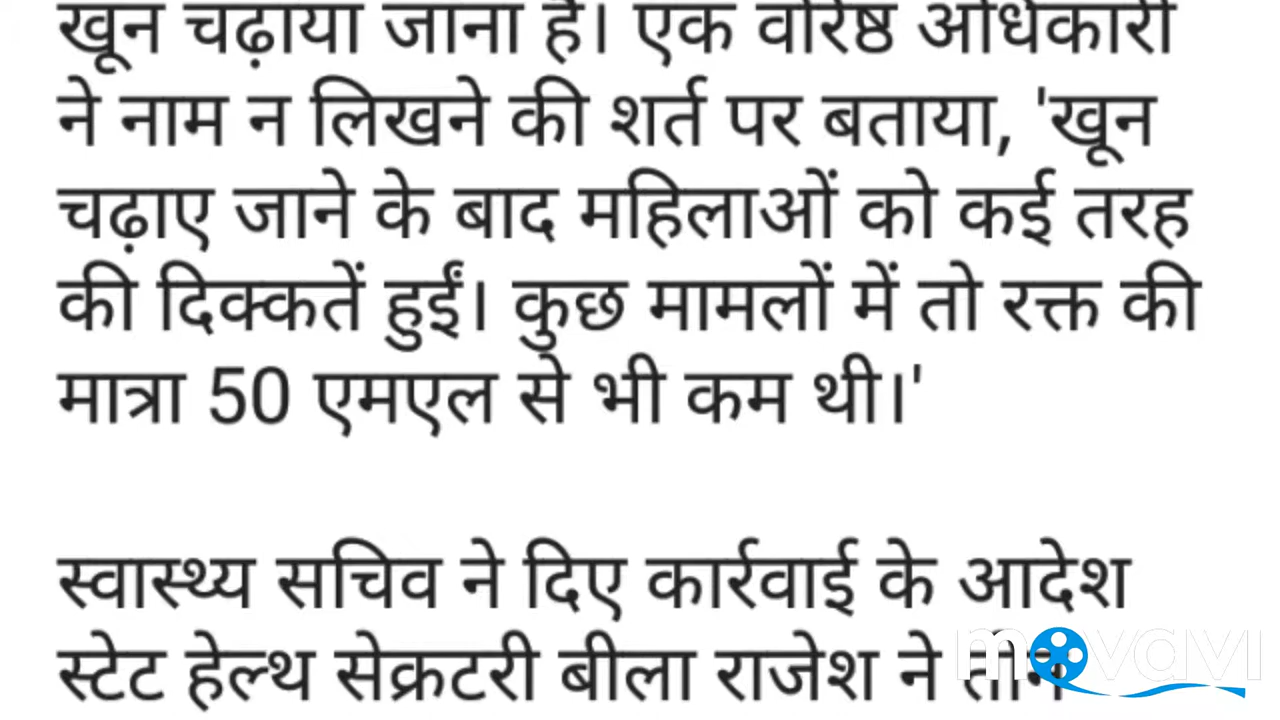 खून चढ़ाया जाना है। एक वरिष्ठ अधिकारी
ने नाम न लिखने की शर्त पर बताया, 'खून
चढ़ाए जाने के बाद महिलाओं को कई तरह
की दिक्कतें हुईं। कुछ मामलों में तो रक्त की
मात्रा 50 एमएल से भी कम थी।'
स्वास्थ्य सचिव ने दिए कार्रवाई के आदेश
स्टेट हेल्थ सेक्रटरी बीला राजेश ने तीन
movavi